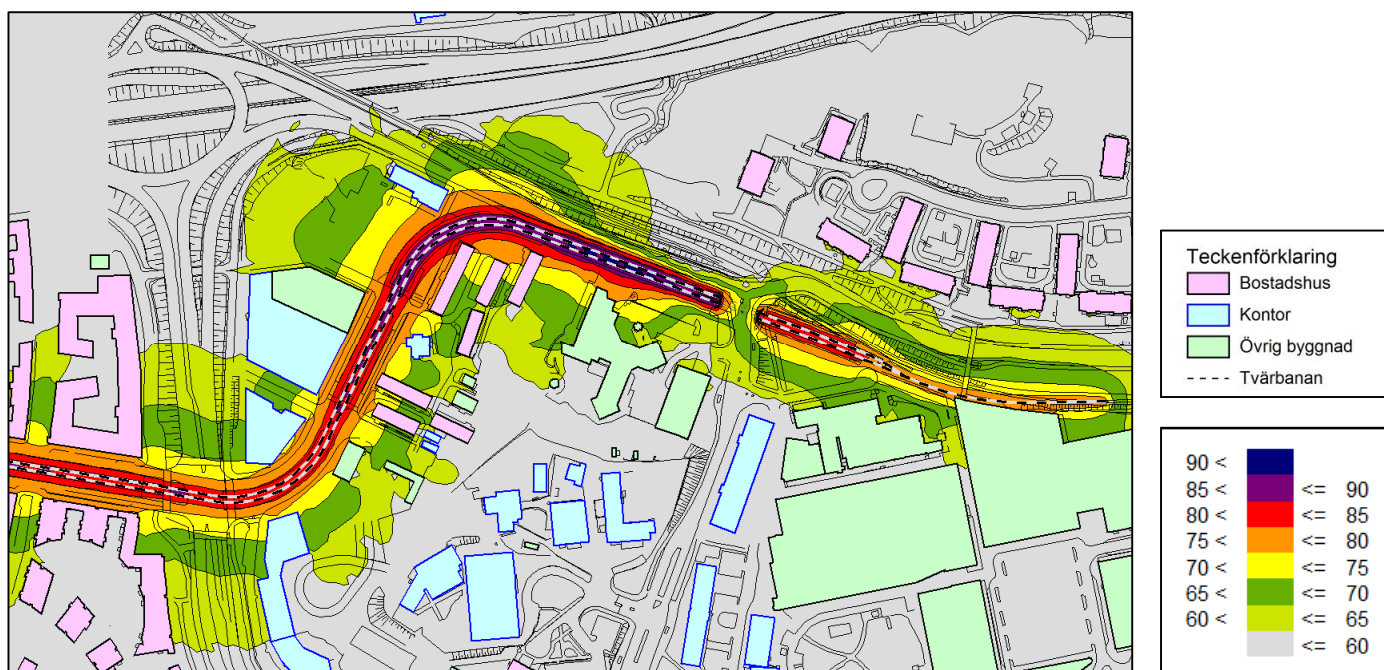 Teckenförklaring
Bostadshus
Kontor
Övrig byggnad
Tvärbanan
90 <
85 < <= 90
80 < <= 85
75 < <= 80
70 < <= 75
65 < <= 70
60 < <= 65
<= 60